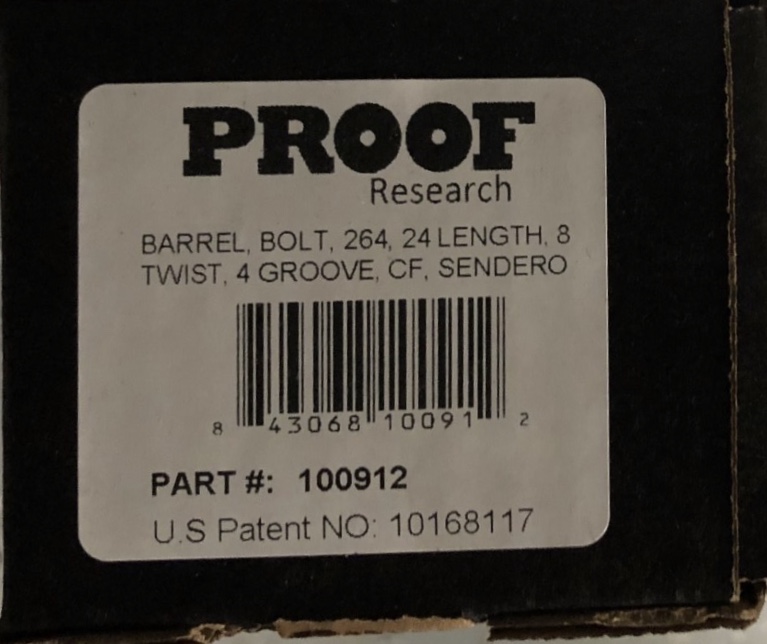 PROOF
Research
BARREL, BOLT, 264, 24 LENGTH, 8
TWIST, 4 GROOVE, CF, SENDERO
8 43068 10091 2
PART #: 100912
U.S Patent NO: 10168117